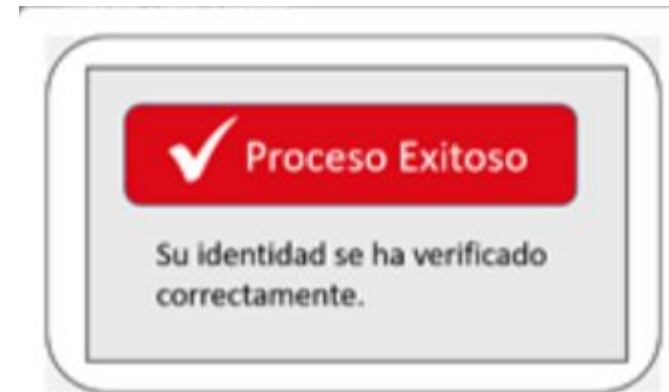 Proceso Exitoso
Su identidad se ha verificado
correctamente.